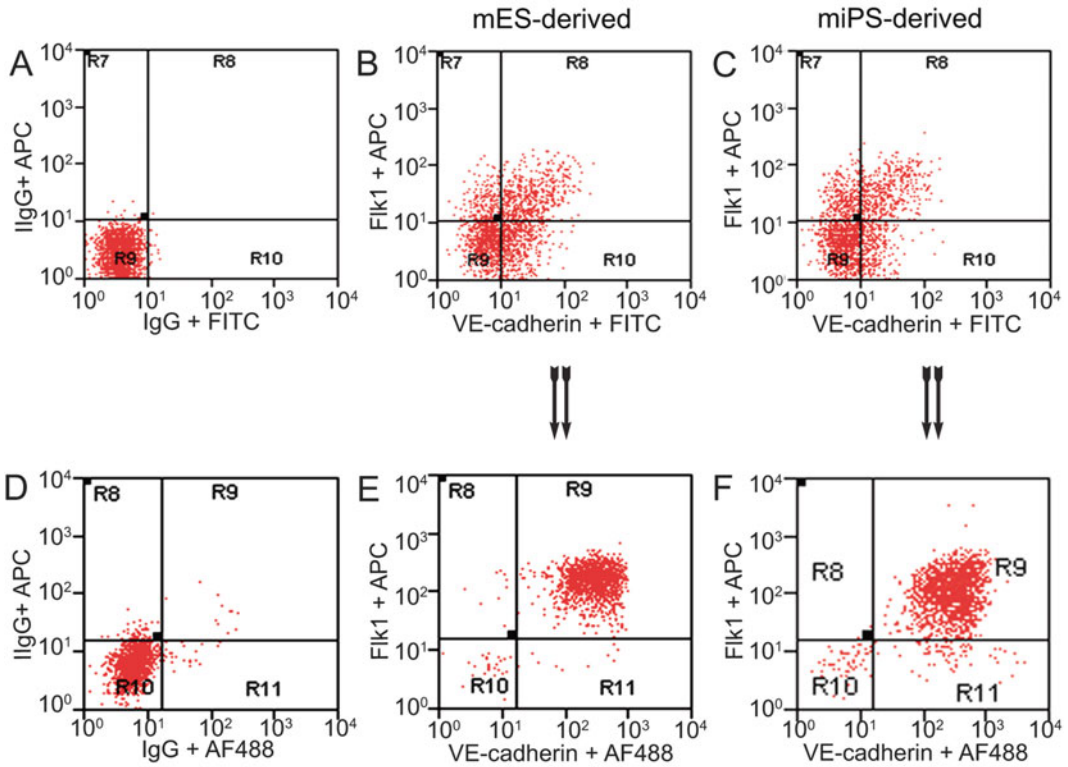 mES-derived
miPS-derived
A
IIgG+ APC
10⁴
10³
10²
10¹
10⁰
R7
R8
R9
R10
10⁰ 10¹ 10² 10³ 10⁴
IgG + FITC
B
Flk1 + APC
10⁴
10³
10²
10¹
10⁰
R7
R8
R9
R10
10⁰ 10¹ 10² 10³ 10⁴
VE-cadherin + FITC
C
Flk1 + APC
10⁴
10³
10²
10¹
10⁰
R7
R8
R9
R10
10⁰ 10¹ 10² 10³ 10⁴
VE-cadherin + FITC
D
IIgG+ APC
10⁴
10³
10²
10¹
10⁰
R8
R9
R10
R11
10⁰ 10¹ 10² 10³ 10⁴
IgG + AF488
E
Flk1 + APC
10⁴
10³
10²
10¹
10⁰
R8
R9
R10
R11
10⁰ 10¹ 10² 10³ 10⁴
VE-cadherin + AF488
F
Flk1 + APC
10⁴
10³
10²
10¹
10⁰
R8
R9
R10
R11
10⁰ 10¹ 10² 10³ 10⁴
VE-cadherin + AF488